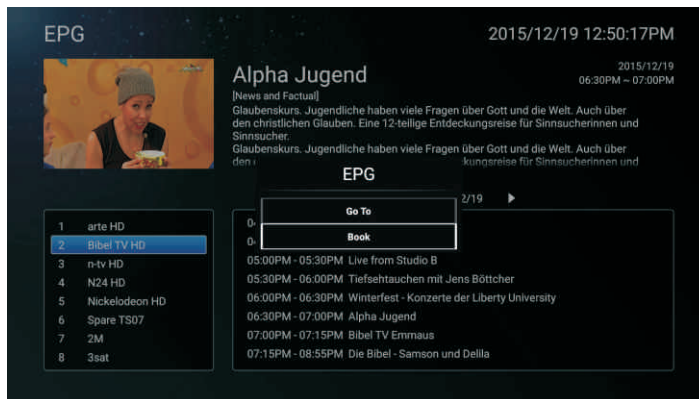 EPG
2015/12/19 12:50:17PM
Alpha Jugend
2015/12/19
06:30PM ~ 07:00PM
[News and Factual]
Glaubenskurs. Jugendliche haben viele Fragen über Gott und die Welt. Auch über
den christlichen Glauben. Eine 12-teilige Entdeckungsreise für Sinnsucherinnen und
Sinnsucher.
Glaubenskurs. Jugendliche haben viele Fragen über Gott und die Welt. Auch über
den
ckungsreise für Sinnsucherinnen und
EPG
Go To
Book
2/19
1 arte HD
2 Bibel TV HD
3 n-tv HD
4 N24 HD
5 Nickelodeon HD
6 Spare TS07
7 2M
8 3sat
05:00PM - 05:30PM Live from Studio B
05:30PM - 06:00PM Tiefsehtauchen mit Jens Böttcher
06:00PM - 06:30PM Winterfest - Konzerte der Liberty University
06:30PM - 07:00PM Alpha Jugend
07:00PM - 07:15PM Bibel TV Emmaus
07:15PM - 08:55PM Die Bibel - Samson und Delila